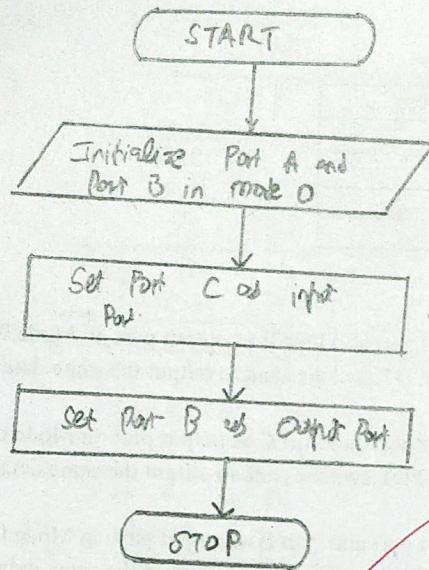 START
Initialize Port A and
Port B in mode 0
Set Port C as input
Port.
Set Port B as Output Port
STOP